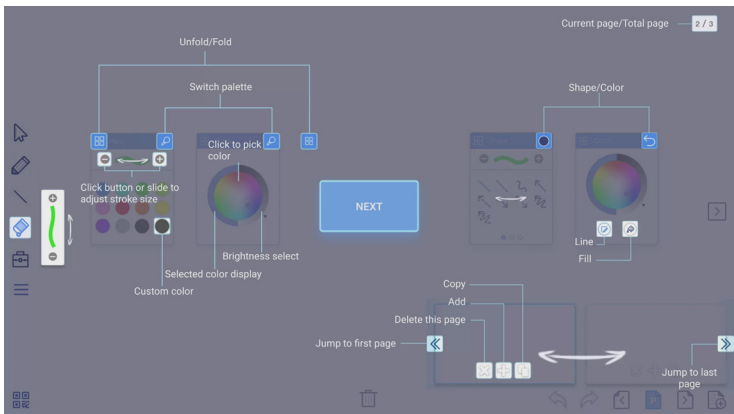 Current page/Total page
2 / 3
Unfold/Fold
Switch palette
Shape/Color
Click to pick
color
Click button or slide to
adjust stroke size
NEXT
Brightness select
Selected color display
Custom color
Line
Fill
Copy
Add
Delete this page
Jump to first page
Jump to last
page